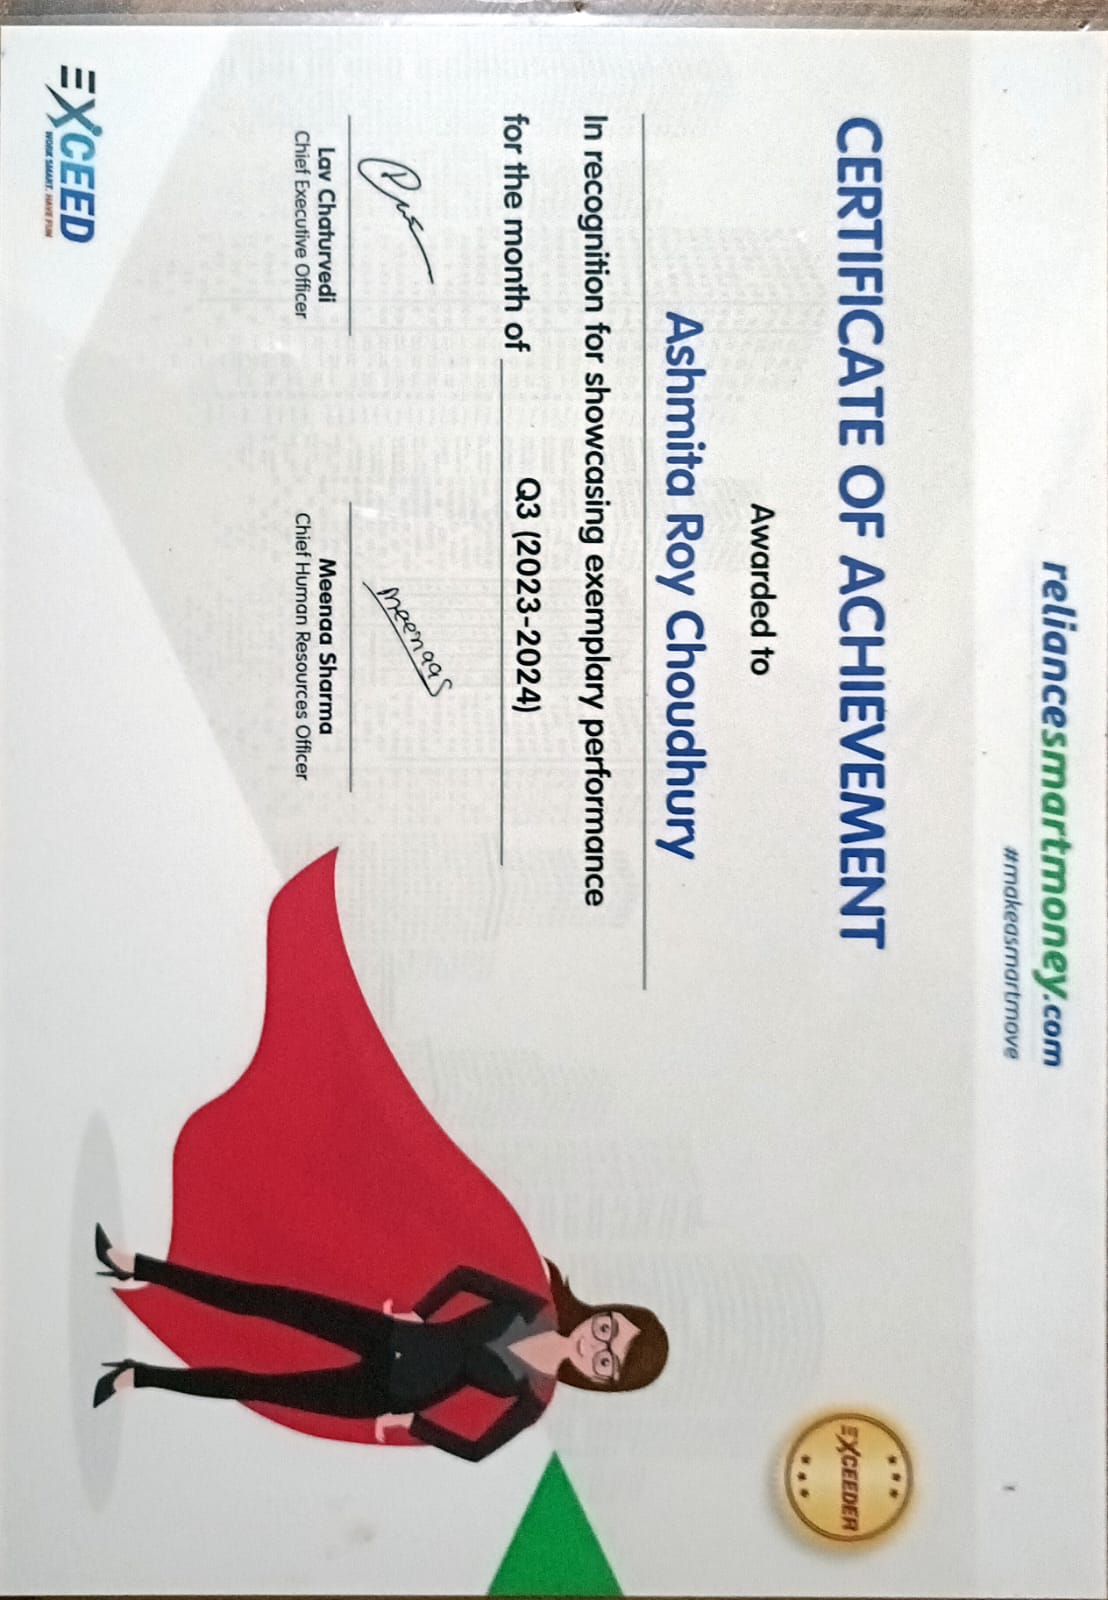 reliancesmartmoney.com
#makeasmartmove
CERTIFICATE OF ACHIEVEMENT
EXCEEDER
Awarded to
Ashmita Roy Choudhury
In recognition for showcasing exemplary performance
for the month of Q3 (2023-2024)
meenaas
Lav Chaturvedi
Chief Executive Officer
Meenaa Sharma
Chief Human Resources Officer
EXCEED
WORK SMART. HAVE FUN